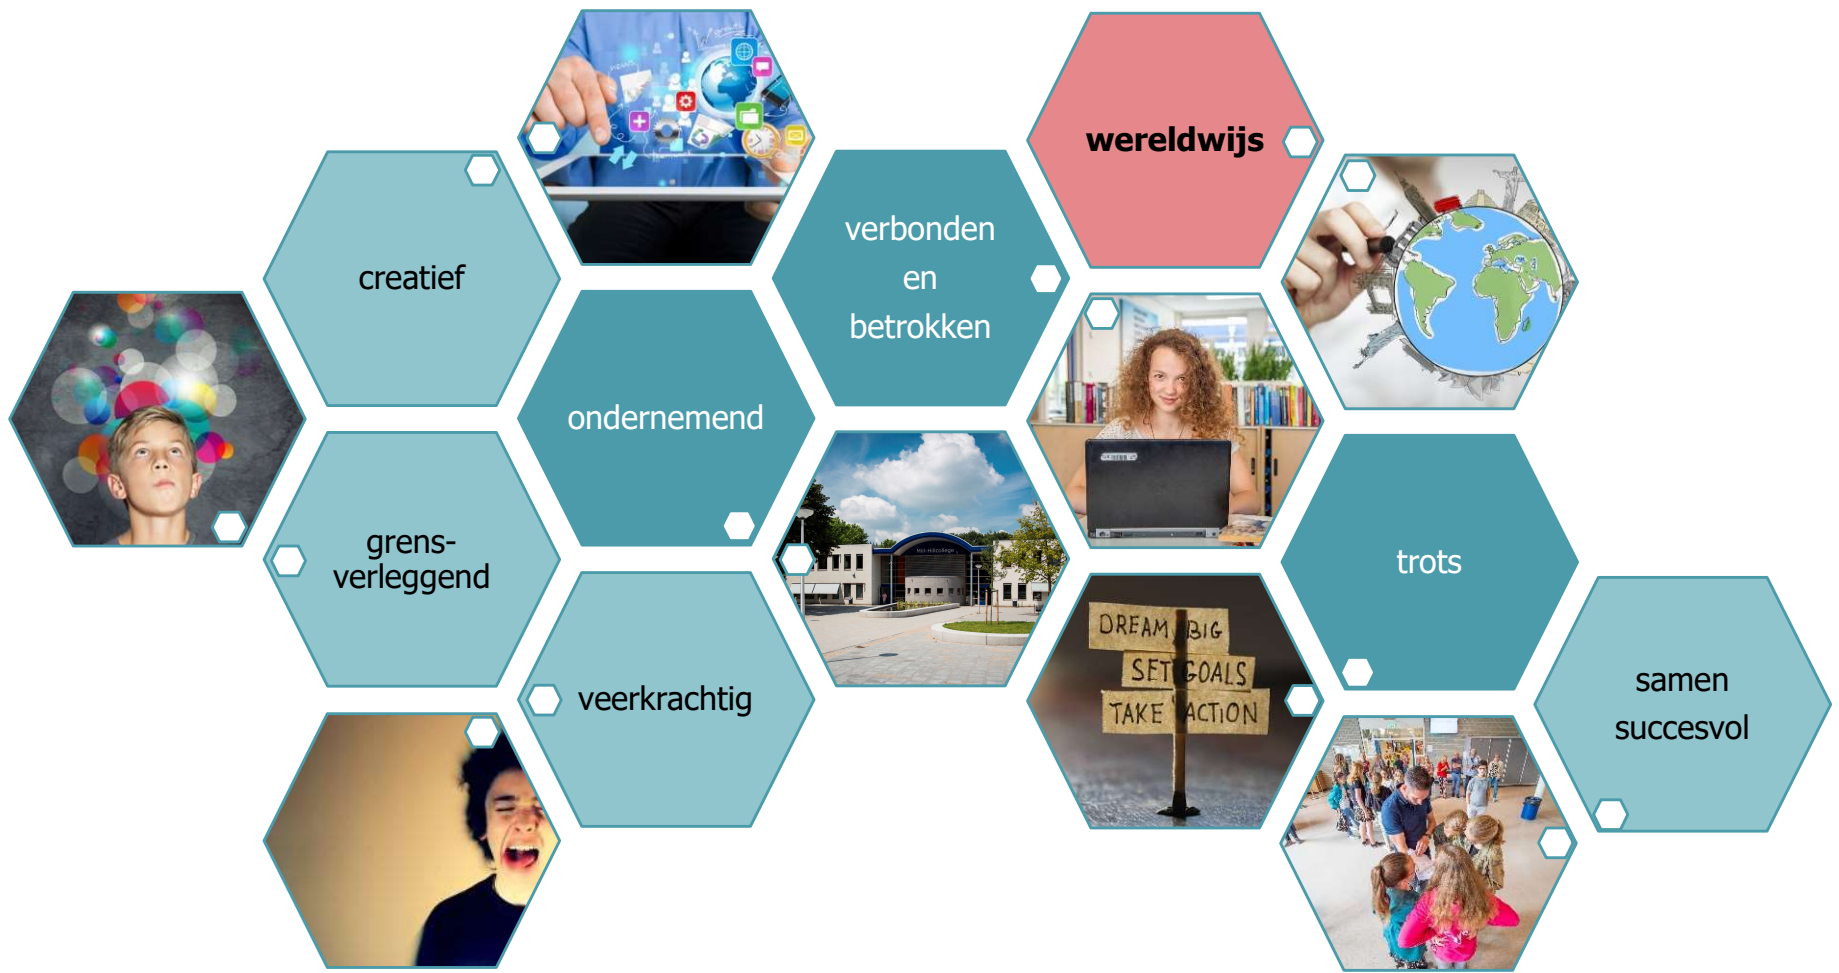 wereldwijs
creatief
verbonden
en
betrokken
ondernemend
grens-
verleggend
trots
veerkrachtig
DREAM BIG
SET GOALS
TAKE ACTION
samen
succesvol